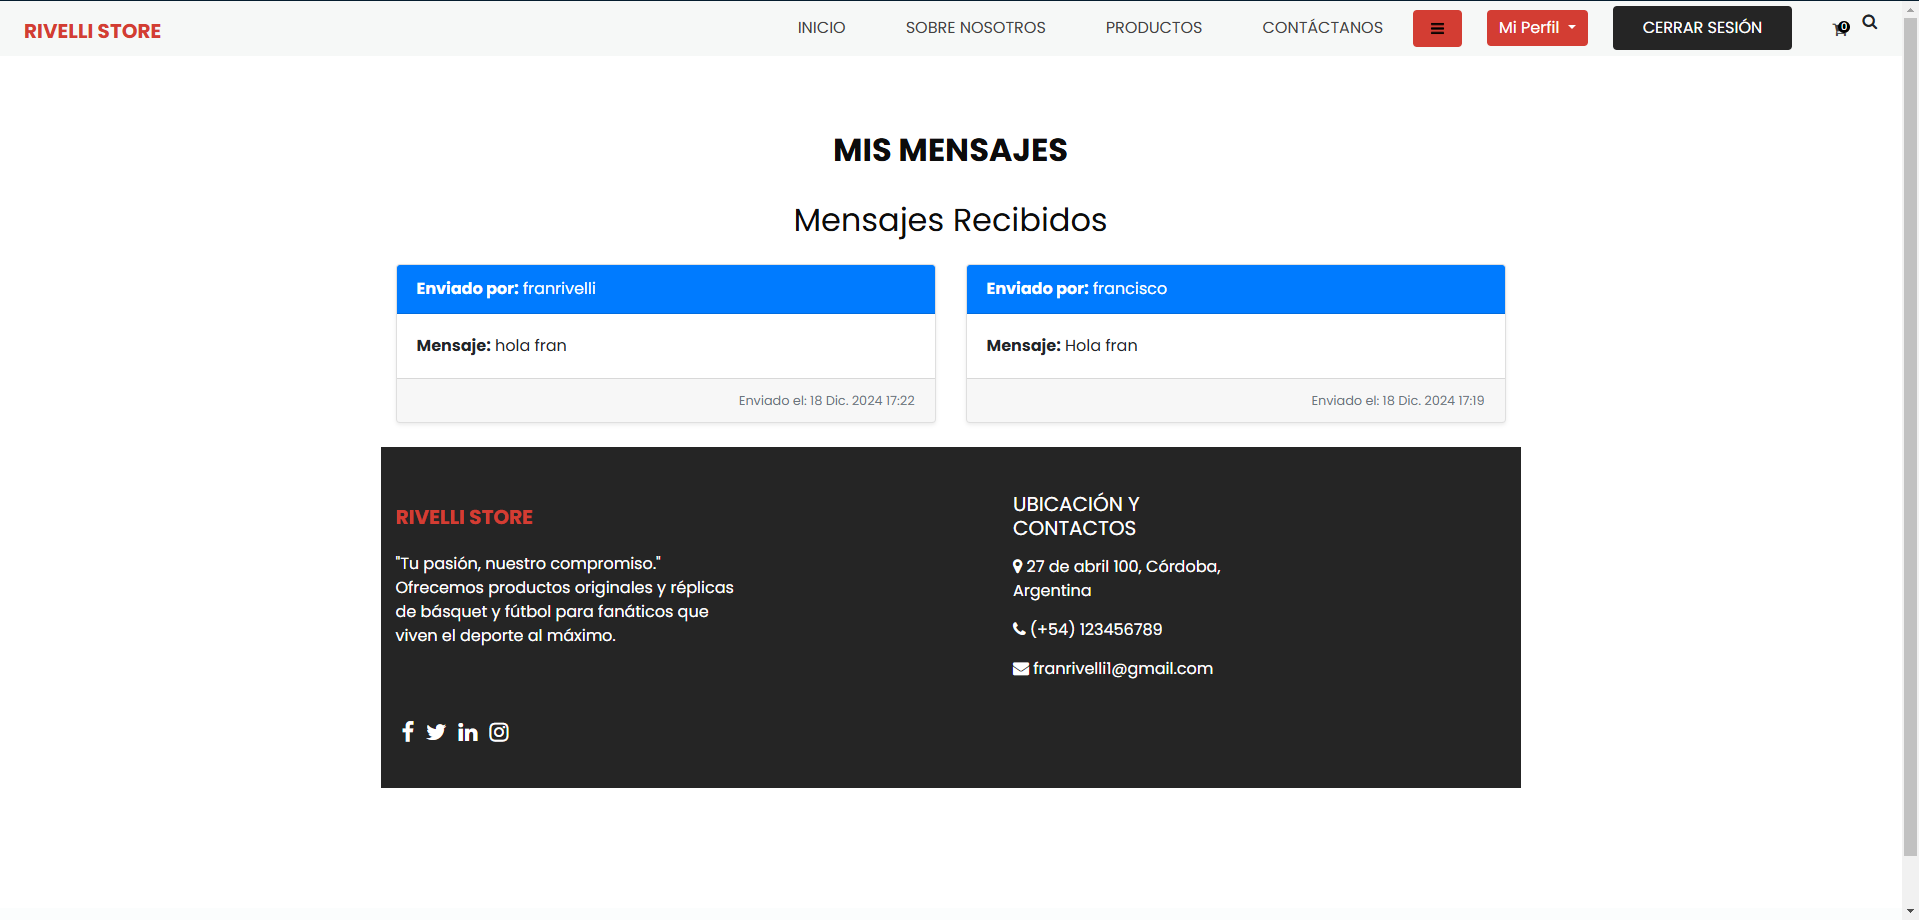 RIVELLI STORE
INICIO
SOBRE NOSOTROS
PRODUCTOS
CONTÁCTANOS
Mi Perfil
CERRAR SESIÓN
0
MIS MENSAJES
Mensajes Recibidos
Enviado por: franrivelli
Mensaje: hola fran
Enviado el: 18 Dic. 2024 17:22
Enviado por: francisco
Mensaje: Hola fran
Enviado el: 18 Dic. 2024 17:19
RIVELLI STORE
"Tu pasión, nuestro compromiso."
Ofrecemos productos originales y réplicas
de básquet y fútbol para fanáticos que
viven el deporte al máximo.
UBICACIÓN Y
CONTACTOS
27 de abril 100, Córdoba,
Argentina
(+54) 123456789
franrivelli1@gmail.com